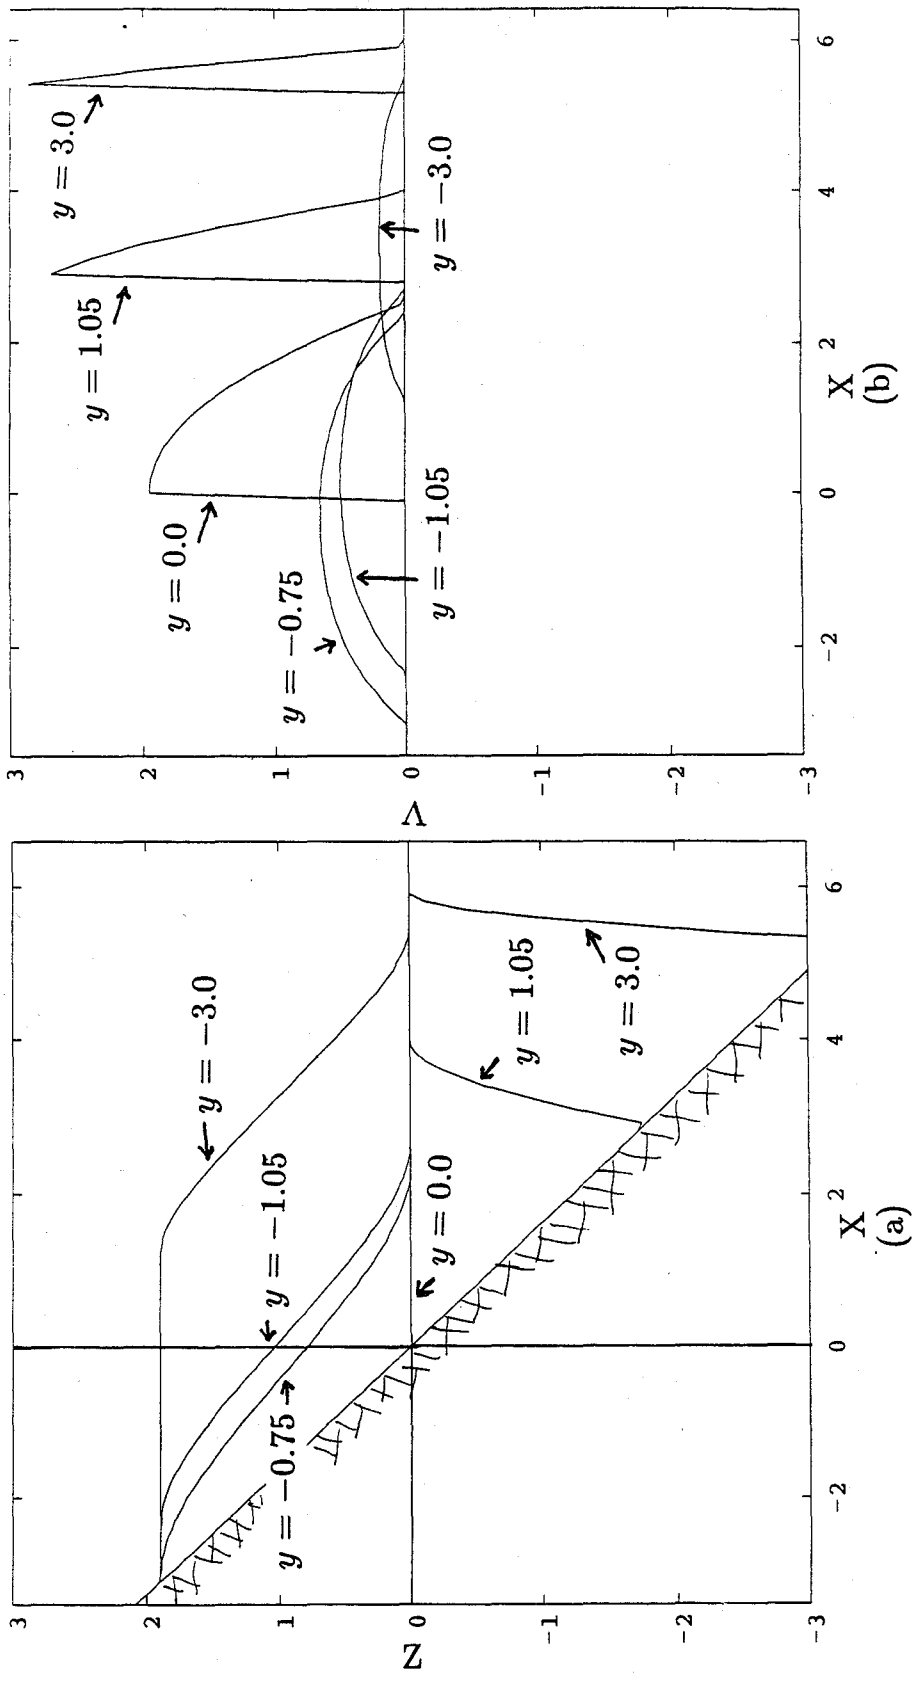 3
2
1
0
−1
−2
−3
Z
y = −3.0
y = −1.05
y = −0.75
y = 0.0
y = 1.05
y = 3.0
−2
0
2
4
6
X
(a)
3
2
1
0
−1
−2
−3
V
y = 3.0
y = 1.05
y = 0.0
y = −0.75
y = −3.0
y = −1.05
−2
0
2
4
6
X
(b)